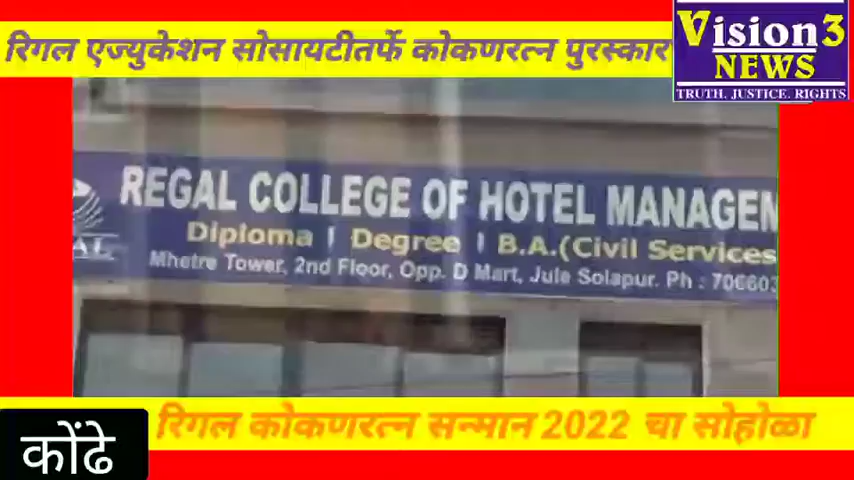 रिगल एज्युकेशन सोसायटीतर्फे कोकणरत्न पुरस्कार
Vision3
NEWS
TRUTH. JUSTICE. RIGHTS
REGAL COLLEGE OF HOTEL MANAGEM
Diploma | Degree | B.A.(Civil Services
Mhetre Tower, 2nd Floor, Opp. D Mart, Jule Solapur. Ph : 706603
रिगल कोकणरत्न सन्मान 2022 चा सोहोळा
कोंढे